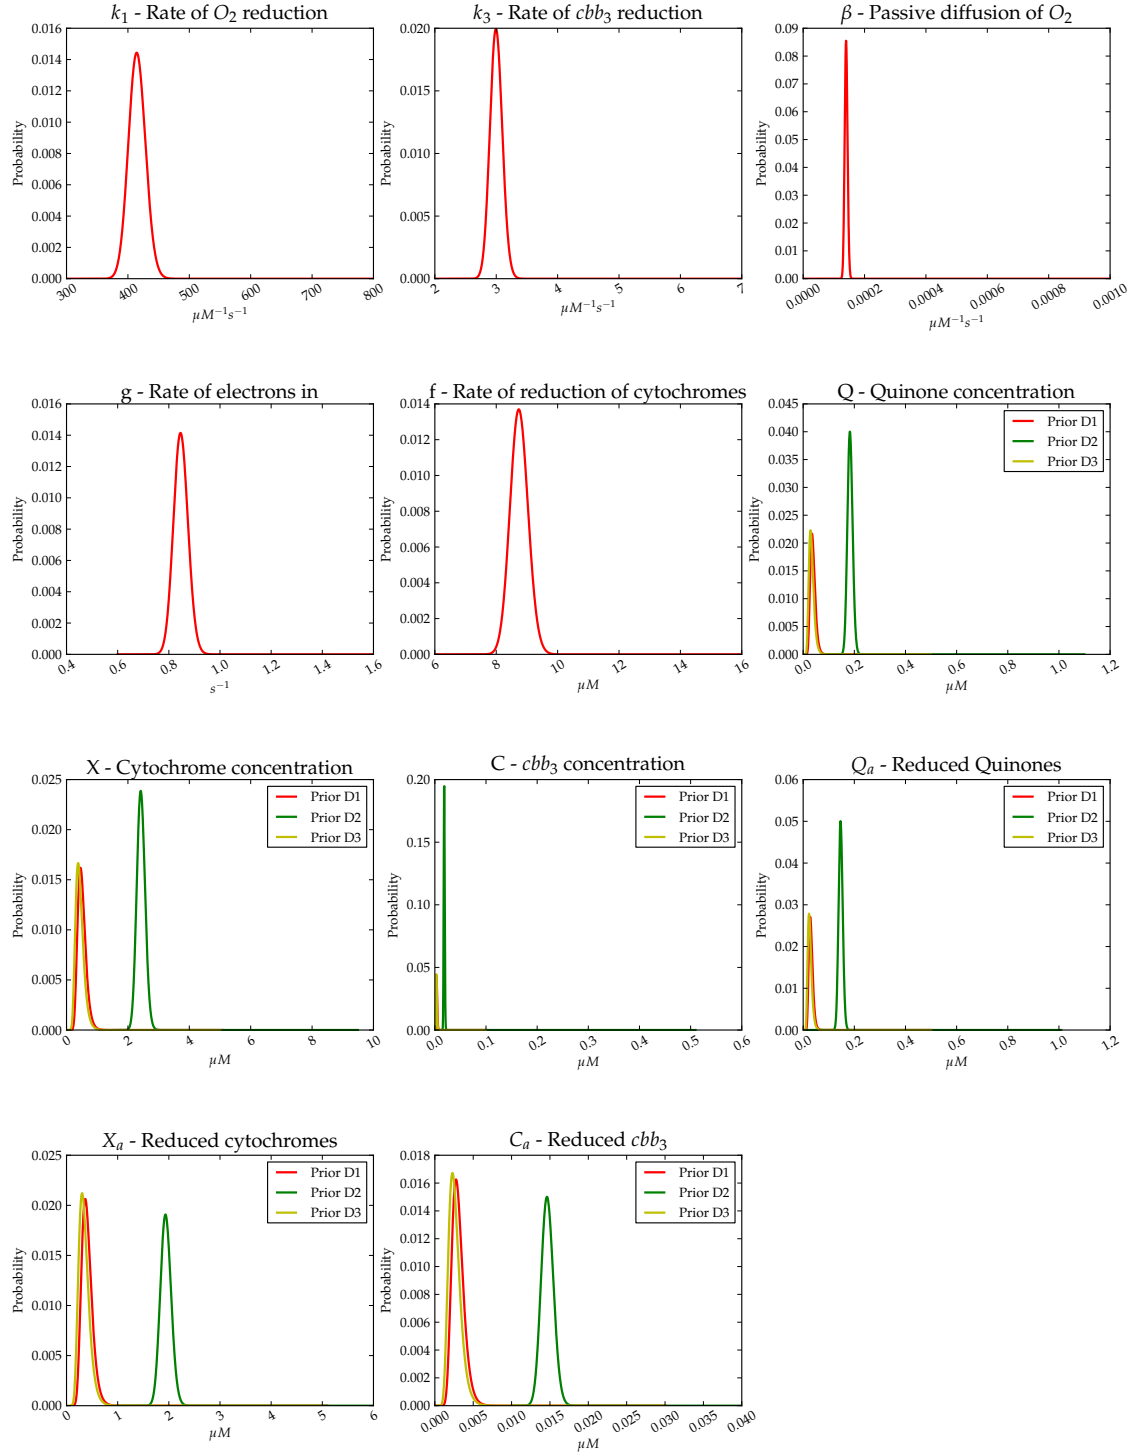 k₁ - Rate of O₂ reduction
0.016
0.014
0.012
0.010
0.008
0.006
0.004
0.002
0.000
Probability
300 400 500 600 700 800
μM⁻¹s⁻¹
k₃ - Rate of cbb₃ reduction
0.020
0.015
0.010
0.005
0.000
Probability
2 3 4 5 6 7
μM⁻¹s⁻¹
β - Passive diffusion of O₂
0.09
0.08
0.07
0.06
0.05
0.04
0.03
0.02
0.01
0.00
Probability
0.0000 0.0002 0.0004 0.0006 0.0008 0.0010
μM⁻¹s⁻¹
g - Rate of electrons in
0.016
0.014
0.012
0.010
0.008
0.006
0.004
0.002
0.000
Probability
0.4 0.6 0.8 1.0 1.2 1.4 1.6
s⁻¹
f - Rate of reduction of cytochromes
0.014
0.012
0.010
0.008
0.006
0.004
0.002
0.000
Probability
6 8 10 12 14 16
μM
Q - Quinone concentration
0.045
0.040
0.035
0.030
0.025
0.020
0.015
0.010
0.005
0.000
Probability
Prior D1
Prior D2
Prior D3
0.0 0.2 0.4 0.6 0.8 1.0 1.2
μM
X - Cytochrome concentration
0.025
0.020
0.015
0.010
0.005
0.000
Probability
Prior D1
Prior D2
Prior D3
0 2 4 6 8 10
μM
C - cbb₃ concentration
0.20
0.15
0.10
0.05
0.00
Probability
Prior D1
Prior D2
Prior D3
0.0 0.1 0.2 0.3 0.4 0.5 0.6
μM
Qₐ - Reduced Quinones
0.06
0.05
0.04
0.03
0.02
0.01
0.00
Probability
Prior D1
Prior D2
Prior D3
0.0 0.2 0.4 0.6 0.8 1.0 1.2
μM
Xₐ - Reduced cytochromes
0.025
0.020
0.015
0.010
0.005
0.000
Probability
Prior D1
Prior D2
Prior D3
0 1 2 3 4 5 6
μM
Cₐ - Reduced cbb₃
0.018
0.016
0.014
0.012
0.010
0.008
0.006
0.004
0.002
0.000
Probability
Prior D1
Prior D2
Prior D3
0.000 0.005 0.010 0.015 0.020 0.025 0.030 0.035 0.040
μM